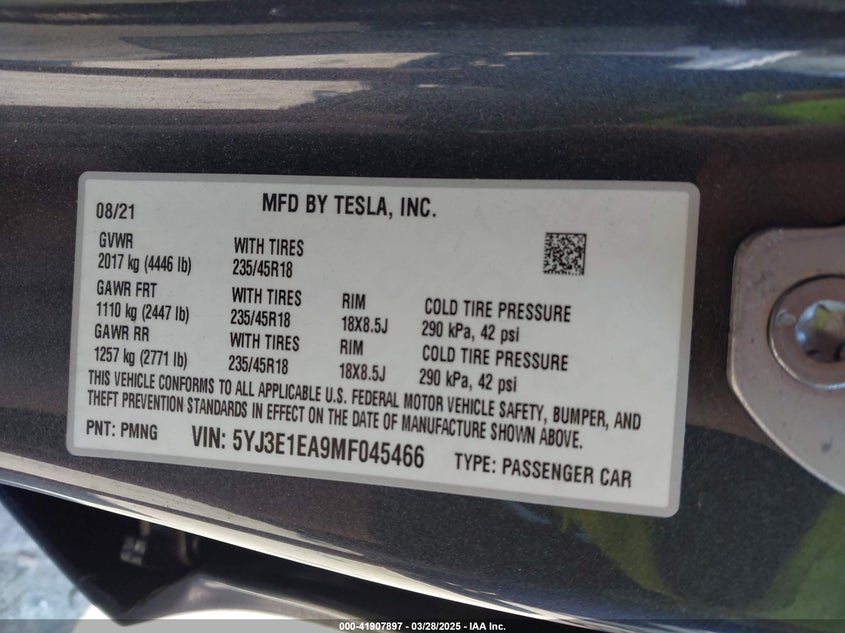 08/21 MFD BY TESLA, INC.
GVWR WITH TIRES
2017 kg (4446 lb) 235/45R18
GAWR FRT WITH TIRES RIM COLD TIRE PRESSURE
1110 kg (2447 lb) 235/45R18 18X8.5J 290 kPa, 42 psi
GAWR RR WITH TIRES RIM COLD TIRE PRESSURE
1257 kg (2771 lb) 235/45R18 18X8.5J 290 kPa, 42 psi
THIS VEHICLE CONFORMS TO ALL APPLICABLE U.S. FEDERAL MOTOR VEHICLE SAFETY, BUMPER, AND
THEFT PREVENTION STANDARDS IN EFFECT ON THE DATE OF MANUFACTURE SHOWN ABOVE.
PNT: PMNG VIN: 5YJ3E1EA9MF045466 TYPE: PASSENGER CAR
000-41907897 / 03/28/2025 - IAA Inc.